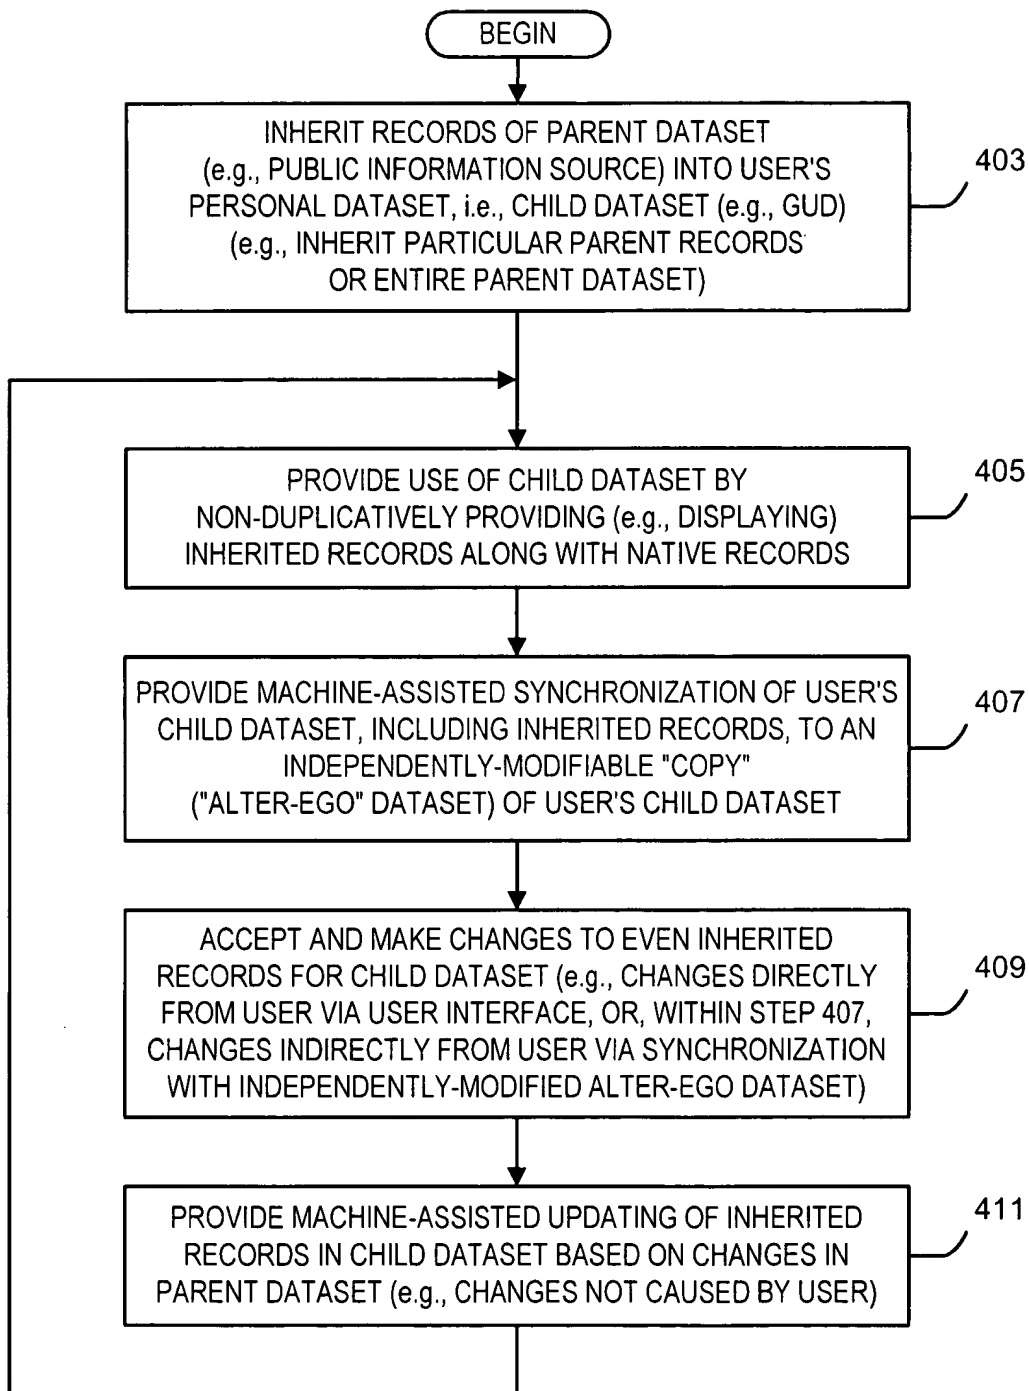 BEGIN
INHERIT RECORDS OF PARENT DATASET
(e.g., PUBLIC INFORMATION SOURCE) INTO USER'S
PERSONAL DATASET, i.e., CHILD DATASET (e.g., GUD)
(e.g., INHERIT PARTICULAR PARENT RECORDS
OR ENTIRE PARENT DATASET)
403
PROVIDE USE OF CHILD DATASET BY
NON-DUPLICATIVELY PROVIDING (e.g., DISPLAYING)
INHERITED RECORDS ALONG WITH NATIVE RECORDS
405
PROVIDE MACHINE-ASSISTED SYNCHRONIZATION OF USER'S
CHILD DATASET, INCLUDING INHERITED RECORDS, TO AN
INDEPENDENTLY-MODIFIABLE "COPY"
("ALTER-EGO" DATASET) OF USER'S CHILD DATASET
407
ACCEPT AND MAKE CHANGES TO EVEN INHERITED
RECORDS FOR CHILD DATASET (e.g., CHANGES DIRECTLY
FROM USER VIA USER INTERFACE, OR, WITHIN STEP 407,
CHANGES INDIRECTLY FROM USER VIA SYNCHRONIZATION
WITH INDEPENDENTLY-MODIFIED ALTER-EGO DATASET)
409
PROVIDE MACHINE-ASSISTED UPDATING OF INHERITED
RECORDS IN CHILD DATASET BASED ON CHANGES IN
PARENT DATASET (e.g., CHANGES NOT CAUSED BY USER)
411